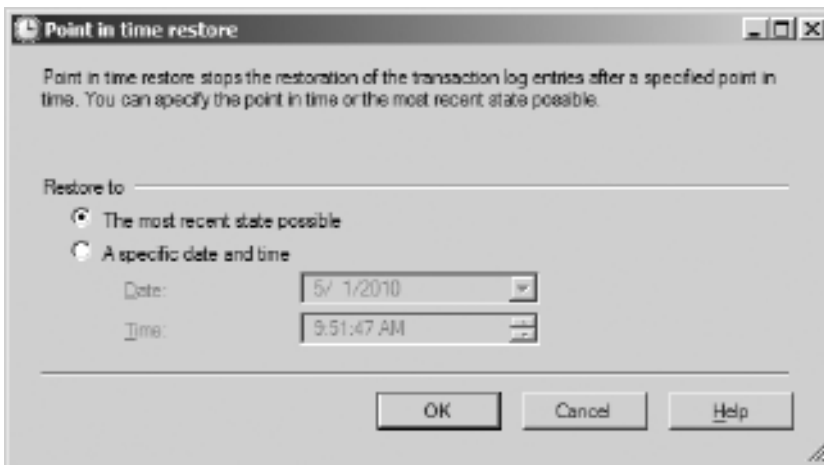 Point in time restore
Point in time restore stops the restoration of the transaction log entries after a specified point in
time. You can specify the point in time or the most recent state possible.
Restore to
The most recent state possible
A specific date and time
Date:
5/ 1/2010
Time:
9:51:47 AM
OK
Cancel
Help